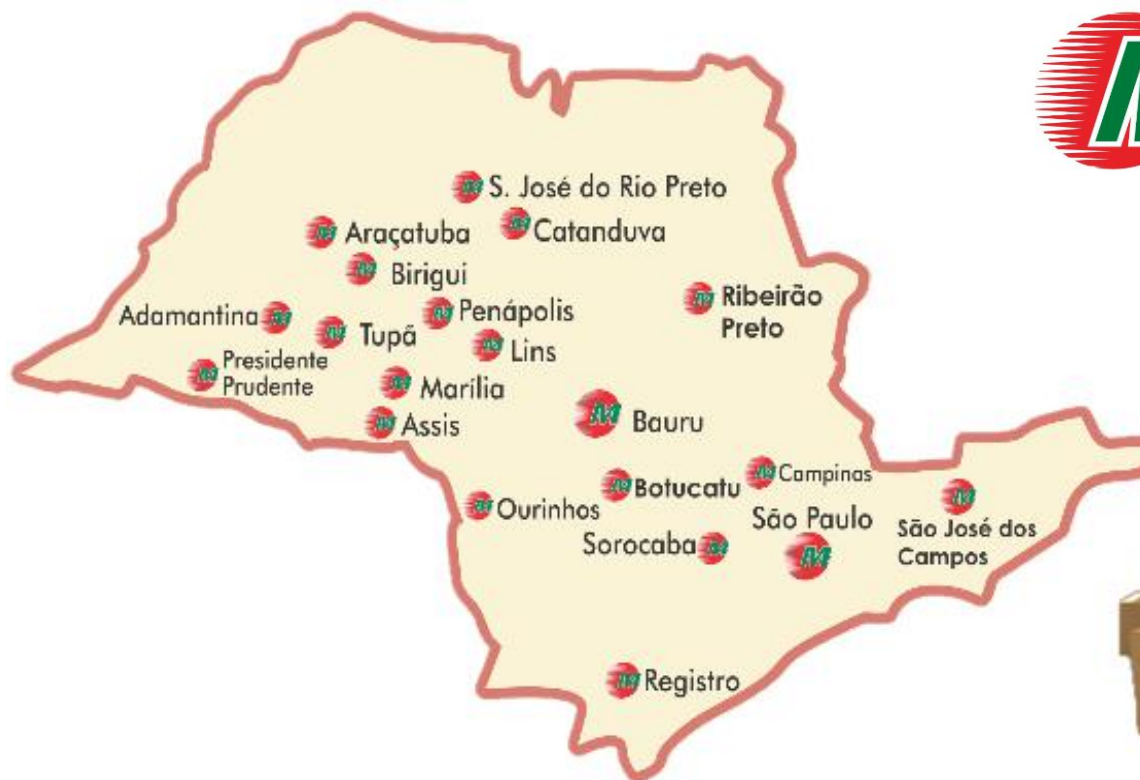 S. José do Rio Preto
Araçatuba
Catanduva
Birigui
Adamantina
Penápolis
Ribeirão
Preto
Tupã
Lins
Presidente
Prudente
Marília
Assis
Bauru
Campinas
Botucatu
Ourinhos
São Paulo
São José dos
Campos
Sorocaba
Registro